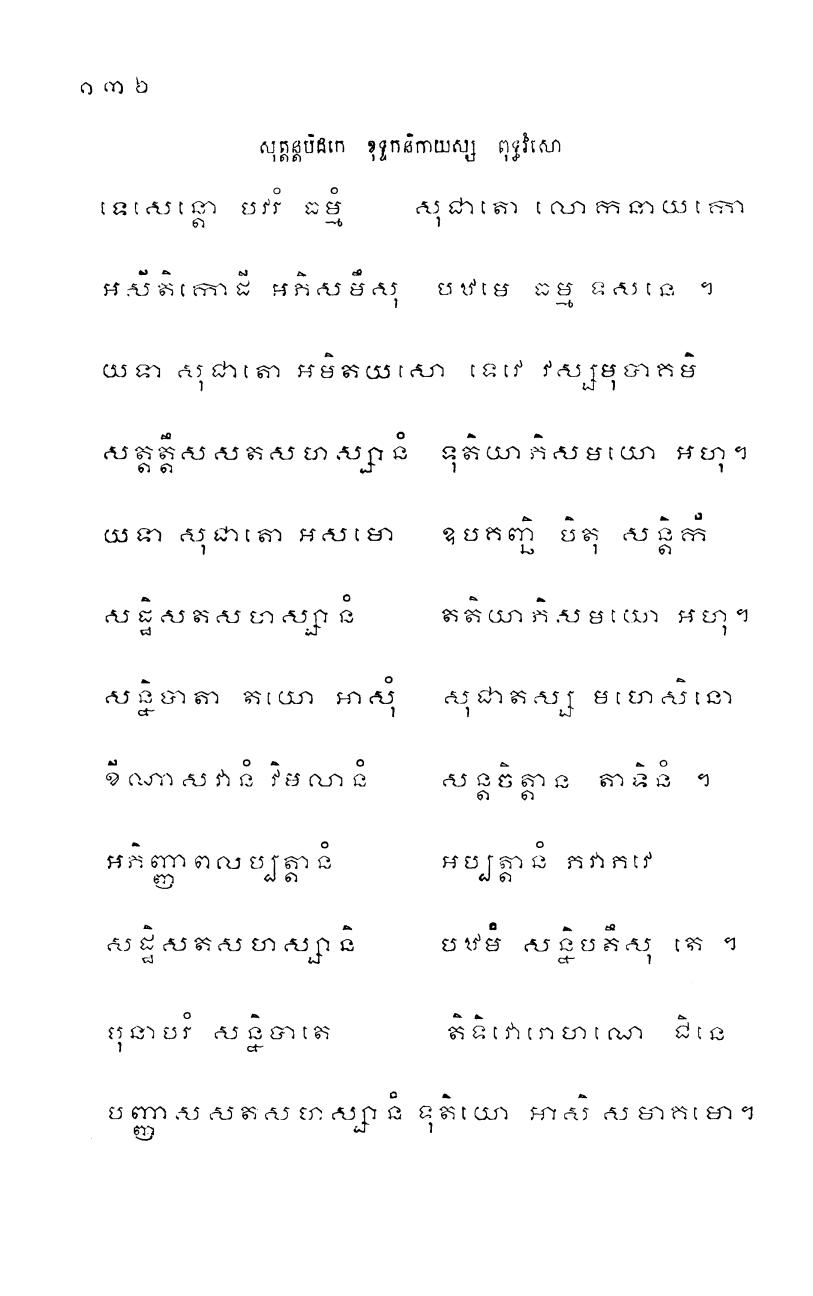 ១៣៦
សុត្តន្តបិដកេ ខុទ្ទកនិកាយស្ស ពុទ្ធវំសោ
ទេសេន្តោ បវរំ ធម្មំ សុជាតោ លោកនាយកោ
អសីតិកោដី អភិសមឹសុ បឋមេ ធម្ម ទសនេ ។
យទា សុជាតោ អមិតយសោ ទេវេ វស្សមុបាគមិ
សត្តត្តឹសសតសហស្សានំ ទុតិយាភិសមយោ អហុ។
យទា សុជាតោ អសមោ ឧបគញ្ឆិ បិតុ សន្តិកំ
សដ្ឋិសតសហស្សានំ តតិយាភិសមយោ អហុ។
សន្និបាតា តយោ អាសុំ សុជាតស្ស មហេសិនោ
ខីណាសវានំ វិមលានំ សន្តចិត្តាន តាទិនំ ។
អភិញ្ញាពលប្បត្តានំ អប្បត្តានំ ភវាភវេ
សដ្ឋិសតសហស្សានិ បឋមំ សន្និបតឹសុ តេ ។
បុនាបរំ សន្និបាតេ តិទិវោរោហណោ ជិនេ
បញ្ញាសសតសហស្សានំ ទុតិយោ អាសិ សមាគមោ។